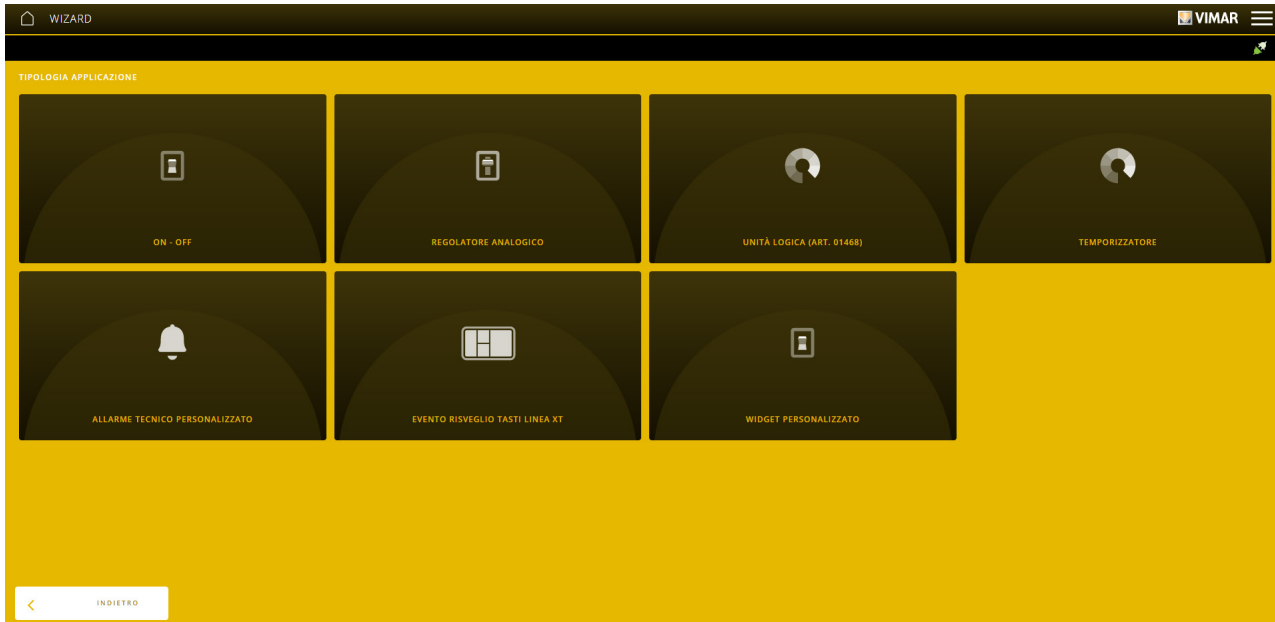 WIZARD
VIMAR
TIPOLOGIA APPLICAZIONE
ON - OFF
REGOLATORE ANALOGICO
UNITÀ LOGICA (ART. 01468)
TEMPORIZZATORE
ALLARME TECNICO PERSONALIZZATO
EVENTO RISVEGLIO TASTI LINEA XT
WIDGET PERSONALIZZATO
INDIETRO